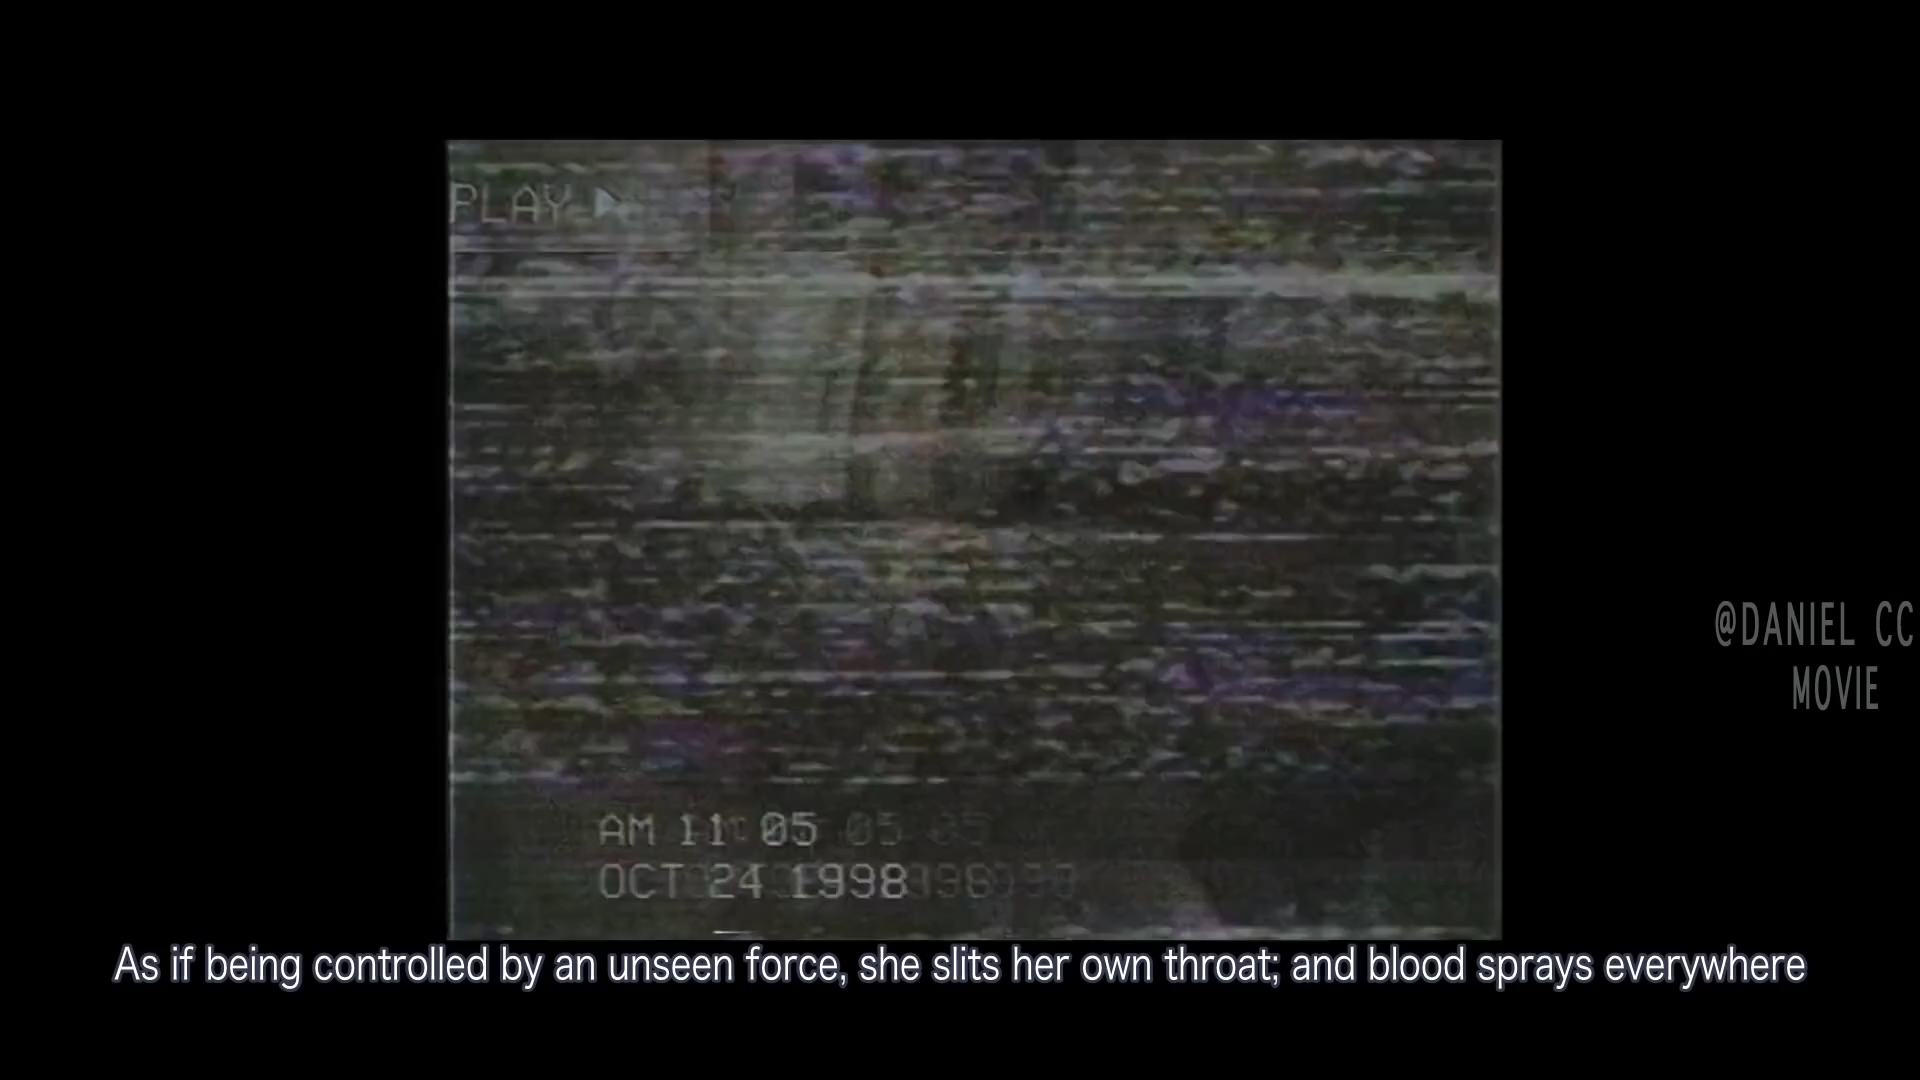 PLAY ▶
@DANIEL CC
MOVIE
AM 11:05
OCT 24 1998
As if being controlled by an unseen force, she slits her own throat; and blood sprays everywhere